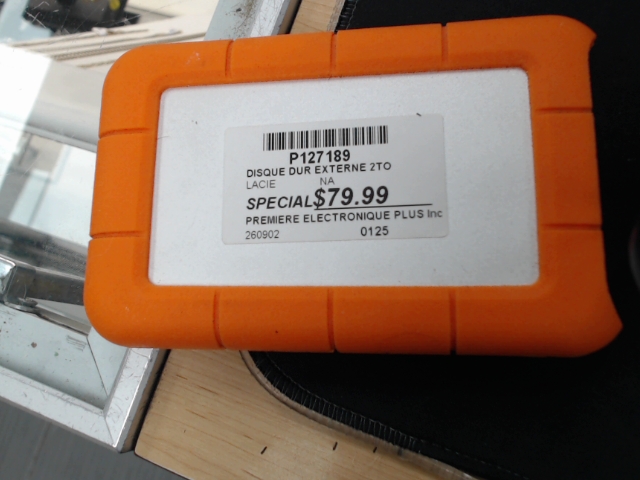 P127189
DISQUE DUR EXTERNE 2TO
LACIE NA
SPECIAL $79.99
PREMIERE ELECTRONIQUE PLUS Inc
260902 0125